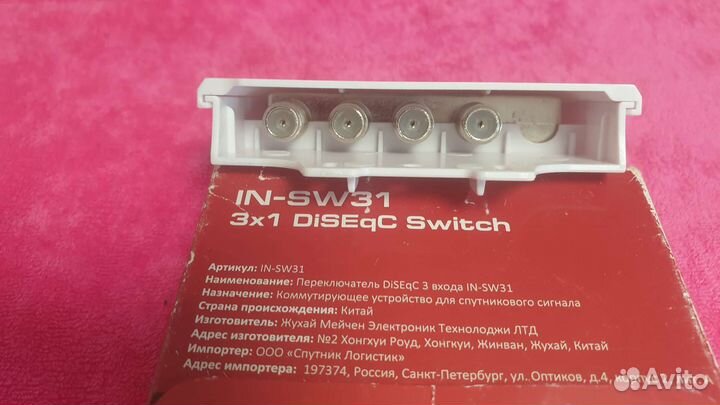 IN-SW31
3x1 DiSEqC Switch
Артикул: IN-SW31
Наименование: Переключатель DiSEqC 3 входа IN-SW31
Назначение: Коммутирующее устройство для спутникового сигнала
Страна происхождения: Китай
Изготовитель: Жухай Мейчен Электроник Технолоджи ЛТД
Адрес изготовителя: №2 Хонгхуи Роуд, Хонгкуи, Жинван, Жухай, Китай
Импортер: ООО «Спутник Логистик»
Адрес импортера: 197374, Россия, Санкт-Петербург, ул. Оптиков, д.4,
Avito